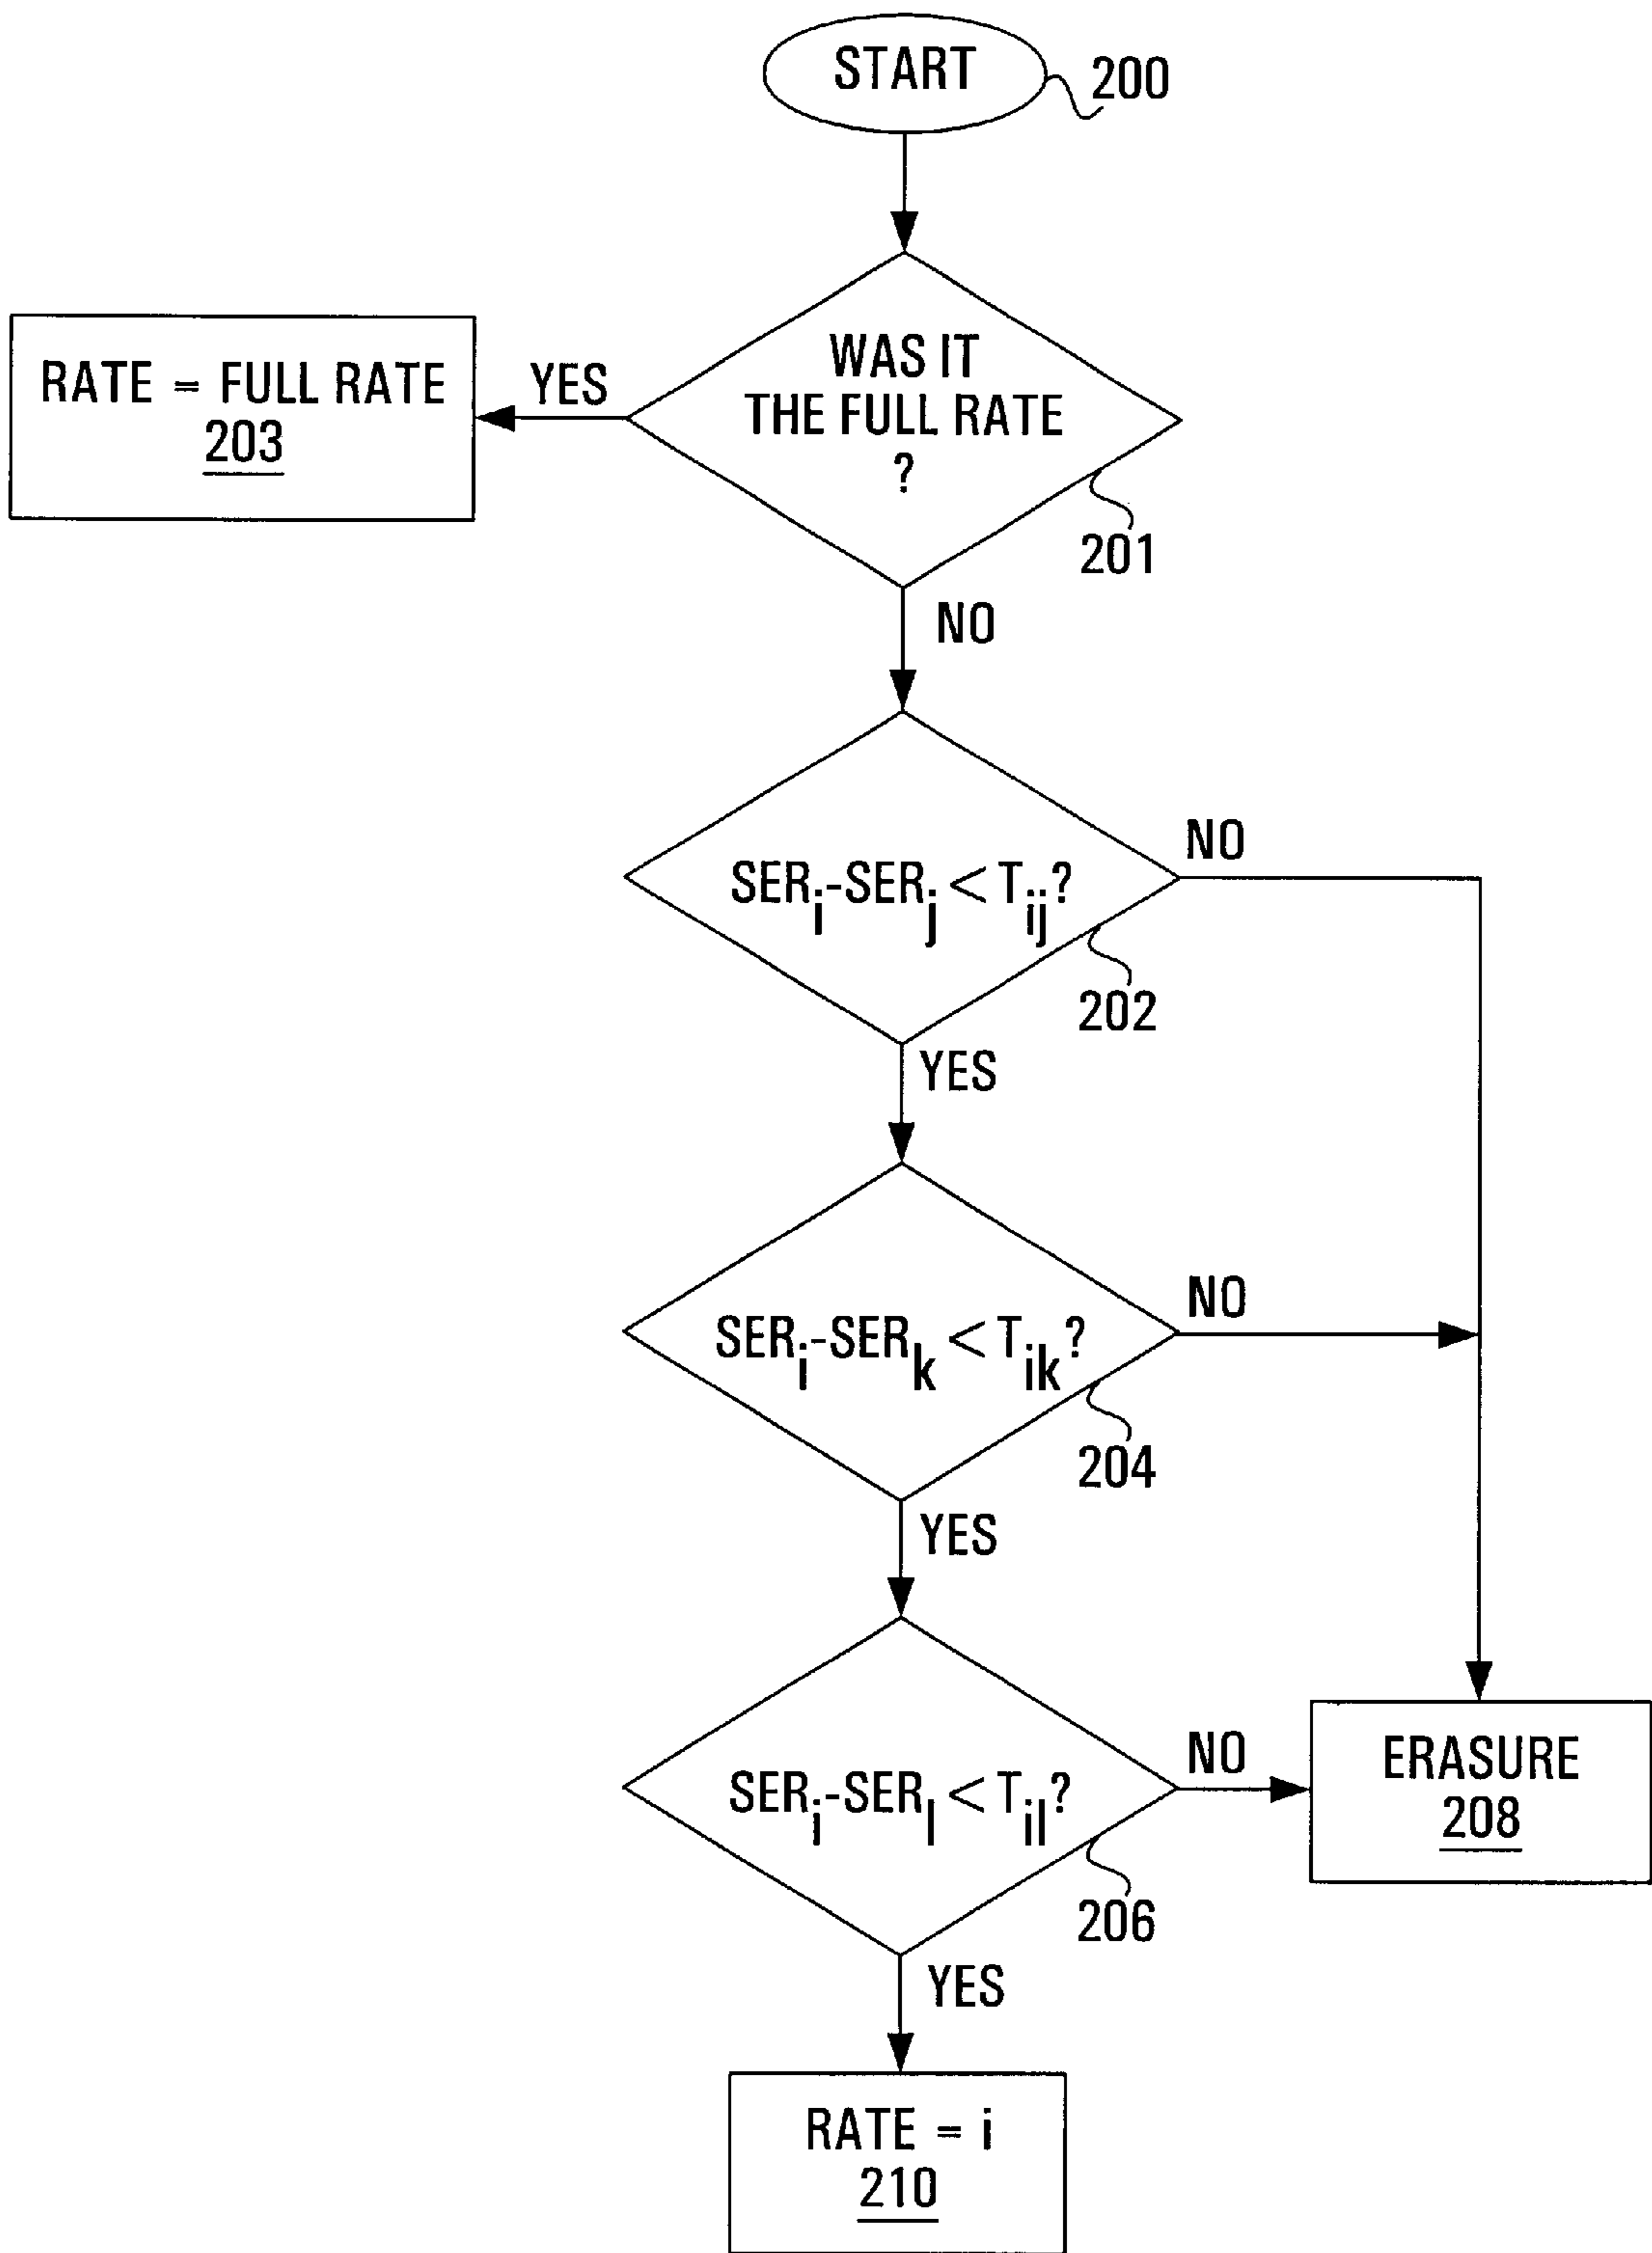 START
200
WAS IT
THE FULL RATE
?
201
YES
RATE = FULL RATE
203
NO
SERi-SERj < Tij?
202
NO
YES
SERi-SERk < Tik?
204
NO
YES
SERi-SERl < Til?
206
NO
ERASURE
208
YES
RATE = i
210